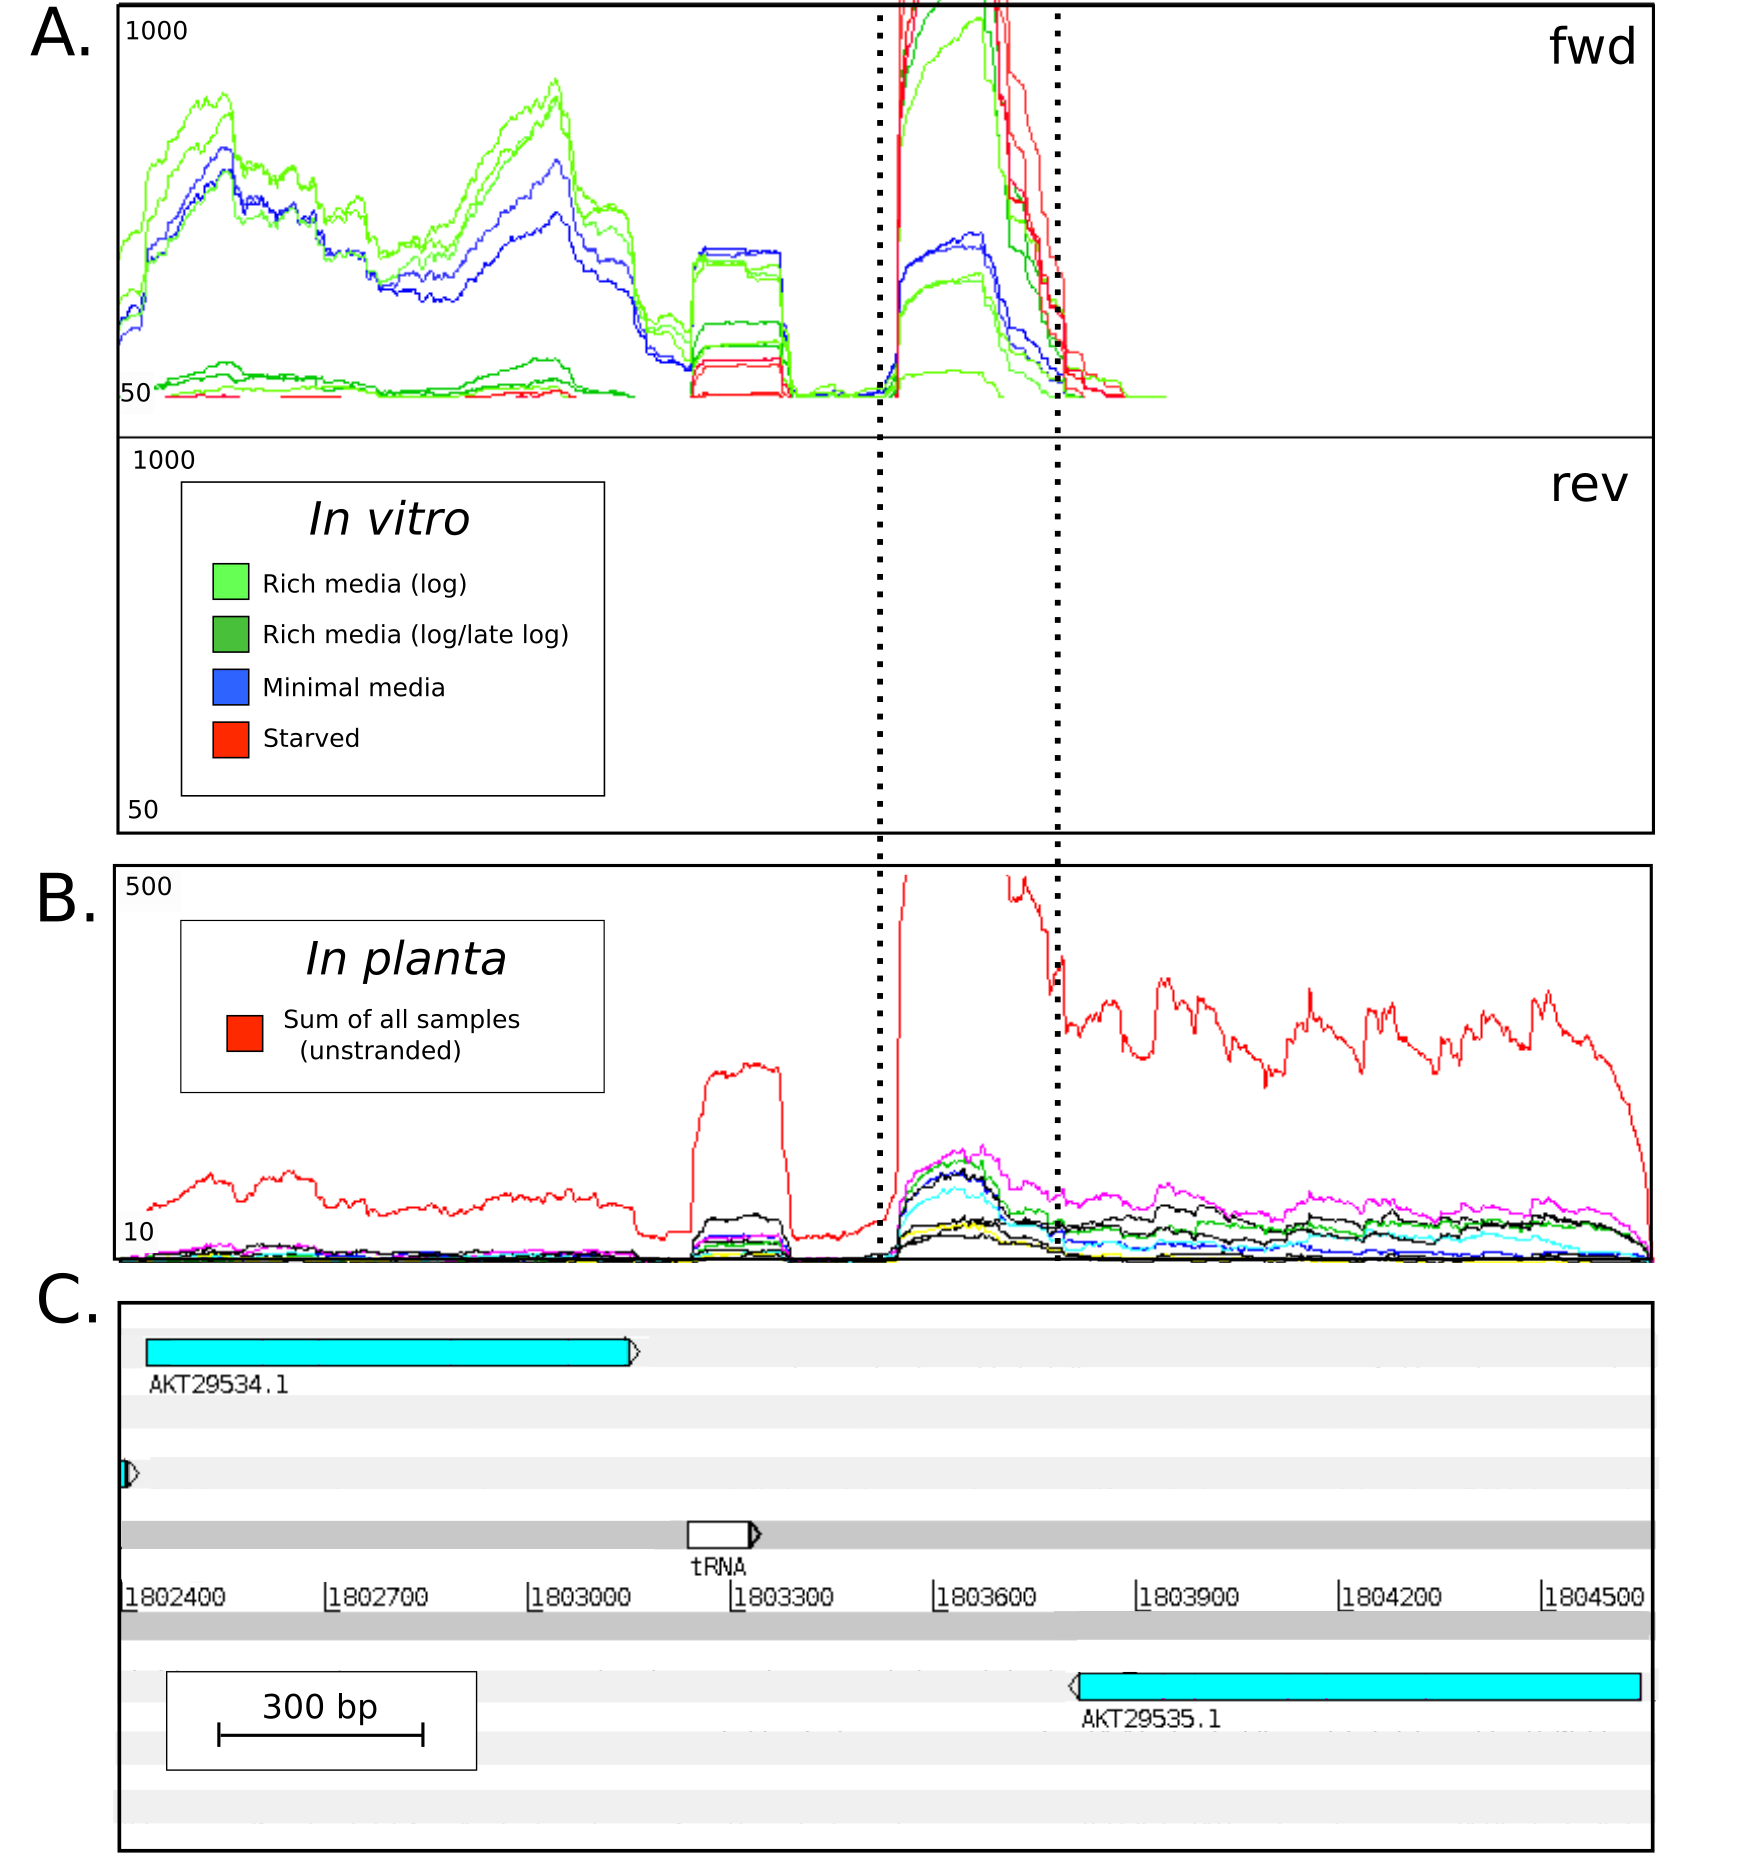 A.
1000
fwd
50
1000
rev
In vitro
Rich media (log)
Rich media (log/late log)
Minimal media
Starved
50
B.
500
In planta
Sum of all samples
(unstranded)
10
C.
AKT29534.1
tRNA
1802400 1802700 1803000 1803300 1803600 1803900 1804200 1804500
300 bp
AKT29535.1